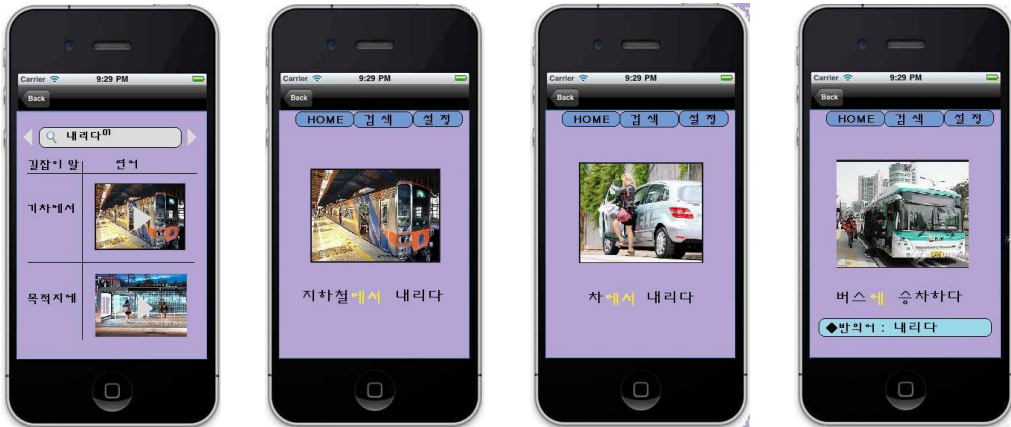 Carrier 9:29 PM
Back
내리다01
길잡이 말 연어
기차에서
목적지에
Carrier 9:29 PM
Back
HOME 검색 설정
지하철에서 내리다
Carrier 9:29 PM
Back
HOME 검색 설정
차에서 내리다
Carrier 9:29 PM
Back
HOME 검색 설정
버스에 승차하다
◆반의어 : 내리다